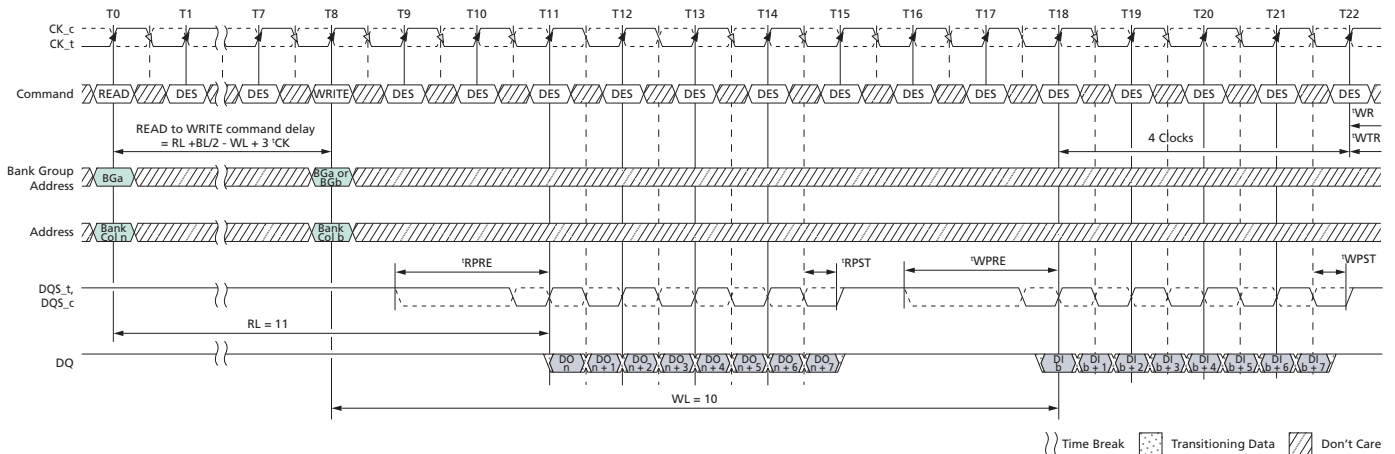 T0 T1 T7 T8 T9 T10 T11 T12 T13 T14 T15 T16 T17 T18 T19 T20 T21 T22
CK_c
CK_t
Command READ DES DES WRITE DES DES DES DES DES DES DES DES DES DES DES DES DES DES
READ to WRITE command delay
= RL +BL/2 - WL + 3 tCK
tWR
4 Clocks
tWTR
Bank Group
Address
BGa
BGa or
BGb
Address
Bank
Col n
Bank
Col b
tRPRE tRPST tWPRE tWPST
DQS_t,
DQS_c
RL = 11
DQ
DO
n
DO
n + 1
DO
n + 2
DO
n + 3
DO
n + 4
DO
n + 5
DO
n + 6
DO
n + 7
DI
b
DI
b + 1
DI
b + 2
DI
b + 3
DI
b + 4
DI
b + 5
DI
b + 6
DI
b + 7
WL = 10
Time Break Transitioning Data Don't Care